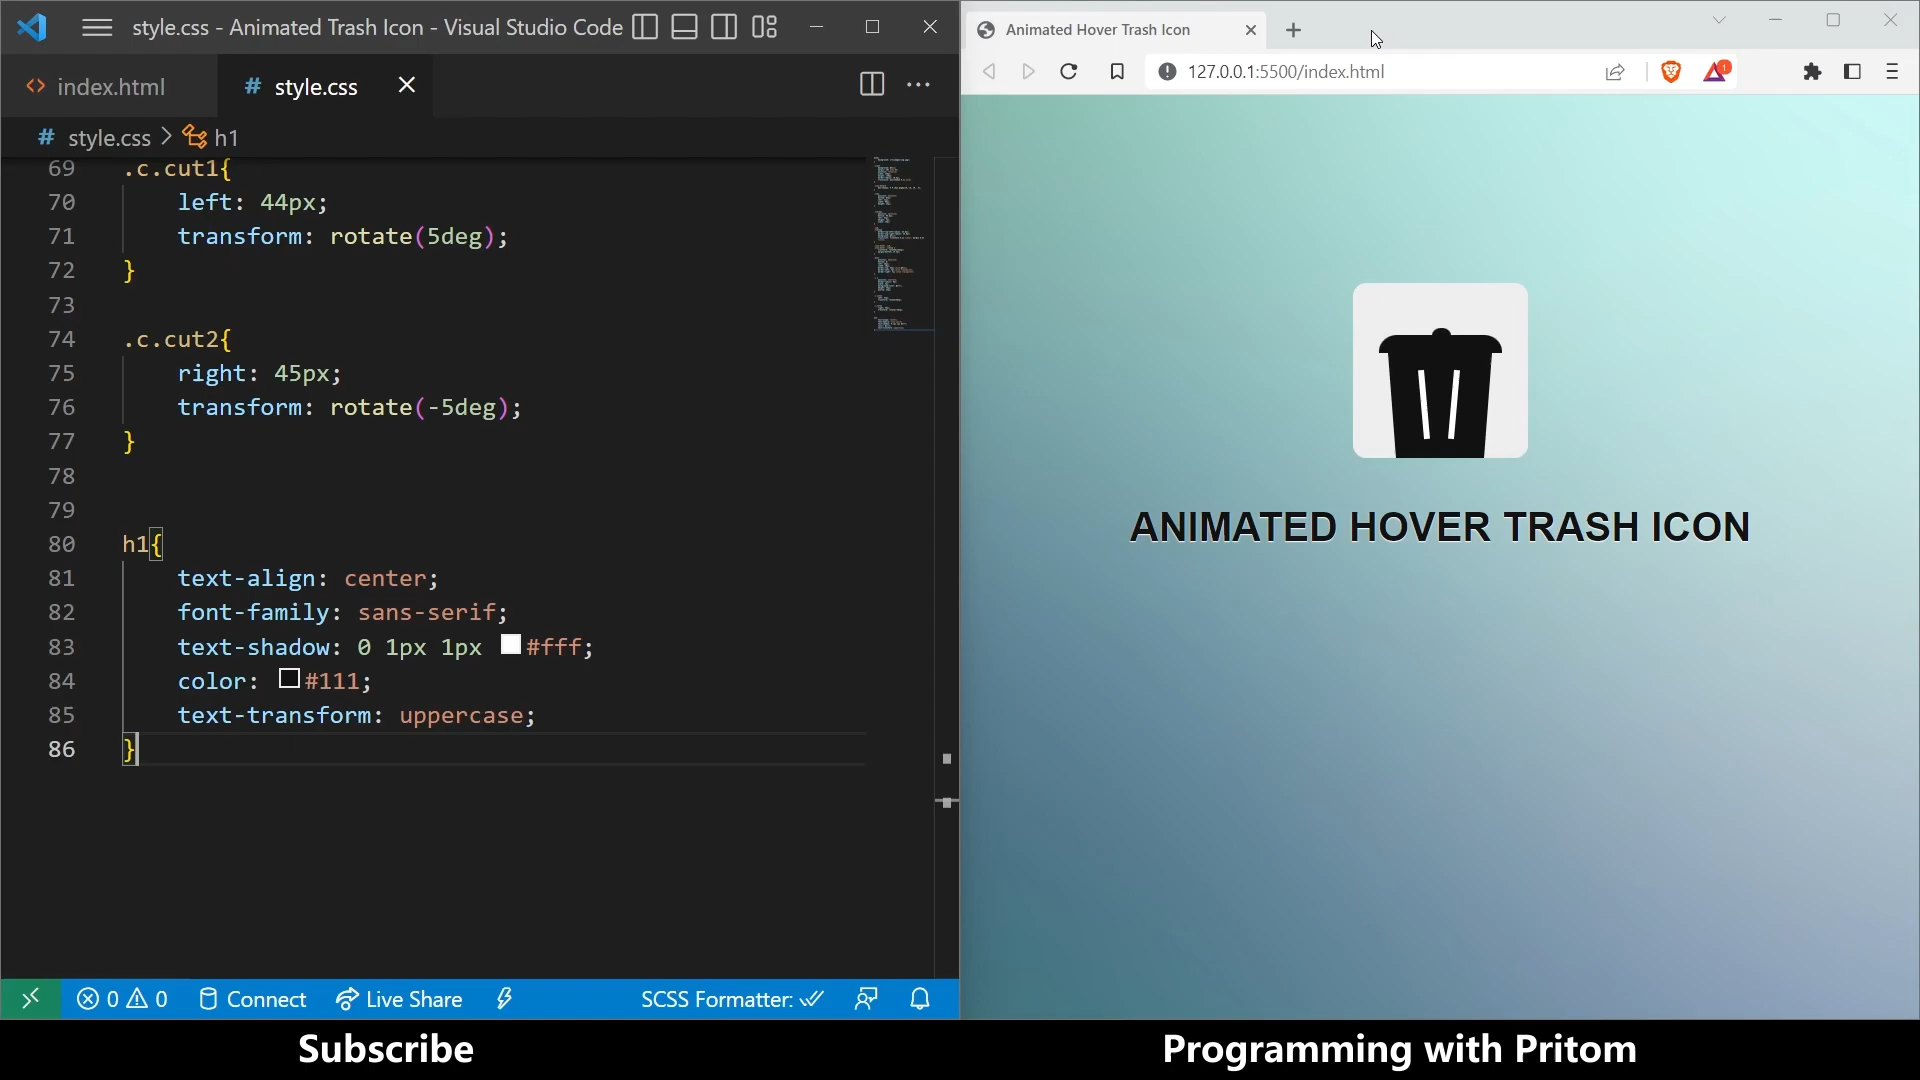 style.css - Animated Trash Icon - Visual Studio Code
index.html
# style.css
# style.css > h1
69 .c.cut1{
70 left: 44px;
71 transform: rotate(5deg);
72 }
73
74 .c.cut2{
75 right: 45px;
76 transform: rotate(-5deg);
77 }
78
79
80 h1{
81 text-align: center;
82 font-family: sans-serif;
83 text-shadow: 0 1px 1px #fff;
84 color: #111;
85 text-transform: uppercase;
86 }
0 0 Connect Live Share SCSS Formatter:
Animated Hover Trash Icon
127.0.0.1:5500/index.html
1
ANIMATED HOVER TRASH ICON
Subscribe
Programming with Pritom